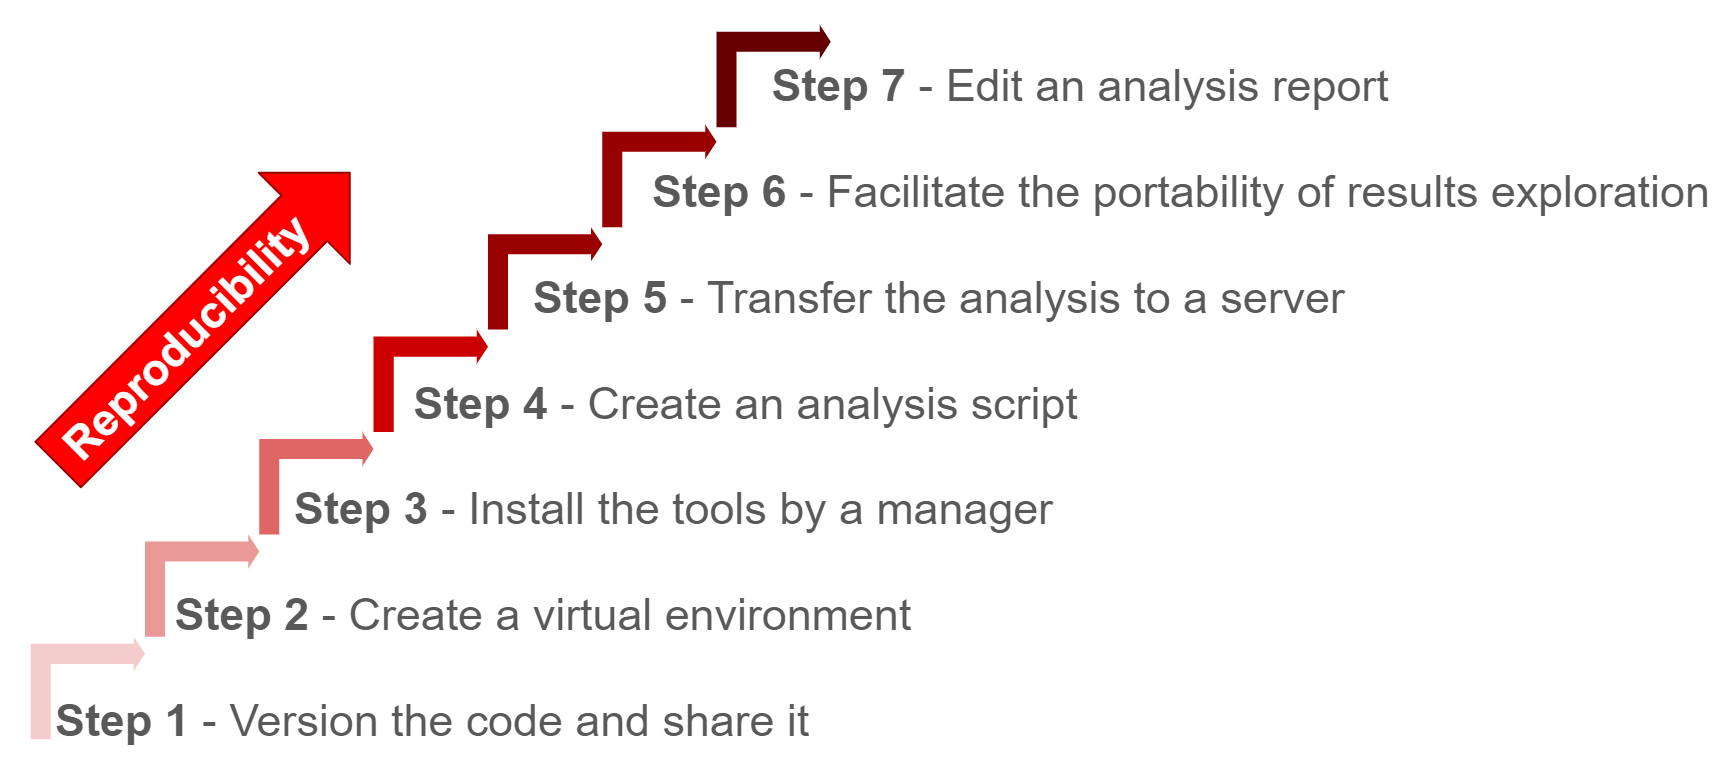 Step 7 - Edit an analysis report
Step 6 - Facilitate the portability of results exploration
Reproducibility
Step 5 - Transfer the analysis to a server
Step 4 - Create an analysis script
Step 3 - Install the tools by a manager
Step 2 - Create a virtual environment
Step 1 - Version the code and share it